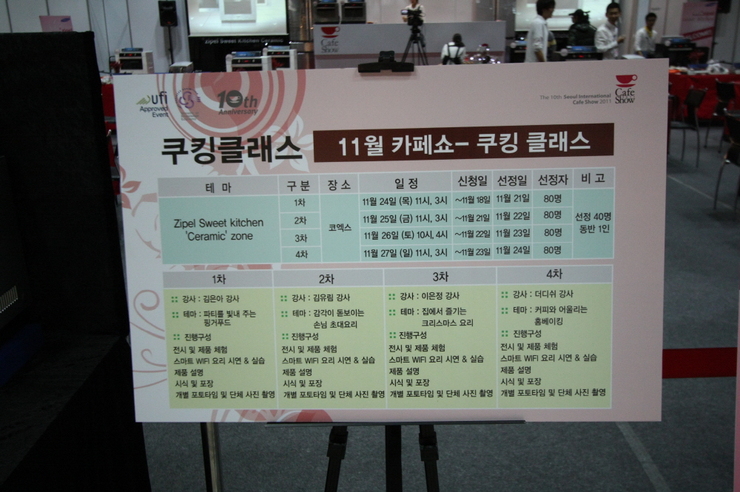 Zipel Sweet Kitchen Ceramic
Cafe Show
ufi
Approved Event
10th
Anniversary
The 10th Seoul International
Cafe Show 2011
Cafe Show
쿠킹클래스
11월 카페쇼- 쿠킹 클래스
테 마 구 분 장 소 일 정 신청일 선정일 선정자 비 고
Zipel Sweet kitchen
'Ceramic' zone
코엑스
1차 11월 24일 (목) 11시, 3시 ~11월 18일 11월 21일 80명
2차 11월 25일 (금) 11시, 3시 ~11월 21일 11월 22일 80명
3차 11월 26일 (토) 10시, 4시 ~11월 22일 11월 23일 80명
4차 11월 27일 (일) 11시, 3시 ~11월 23일 11월 24일 80명
선정 40명
동반 1인
1차
강사 : 김은아 강사
테마 : 파티를 빛내 주는
핑거푸드
진행구성
전시 및 제품 체험
스마트 WIFI 요리 시연 & 실습
제품 설명
시식 및 포장
개별 포토타임 및 단체 사진 촬영
2차
강사 : 김유림 강사
테마 : 감각이 돋보이는
손님 초대요리
진행구성
전시 및 제품 체험
스마트 WIFI 요리 시연 & 실습
제품 설명
시식 및 포장
개별 포토타임 및 단체 사진 촬영
3차
강사 : 이은정 강사
테마 : 집에서 즐기는
크리스마스 요리
진행구성
전시 및 제품 체험
스마트 WIFI 요리 시연 & 실습
제품 설명
시식 및 포장
개별 포토타임 및 단체 사진 촬영
4차
강사 : 더디쉬 강사
테마 : 커피와 어울리는
홈베이킹
진행구성
전시 및 제품 체험
스마트 WIFI 요리 시연 & 실습
제품 설명
시식 및 포장
개별 포토타임 및 단체 사진 촬영